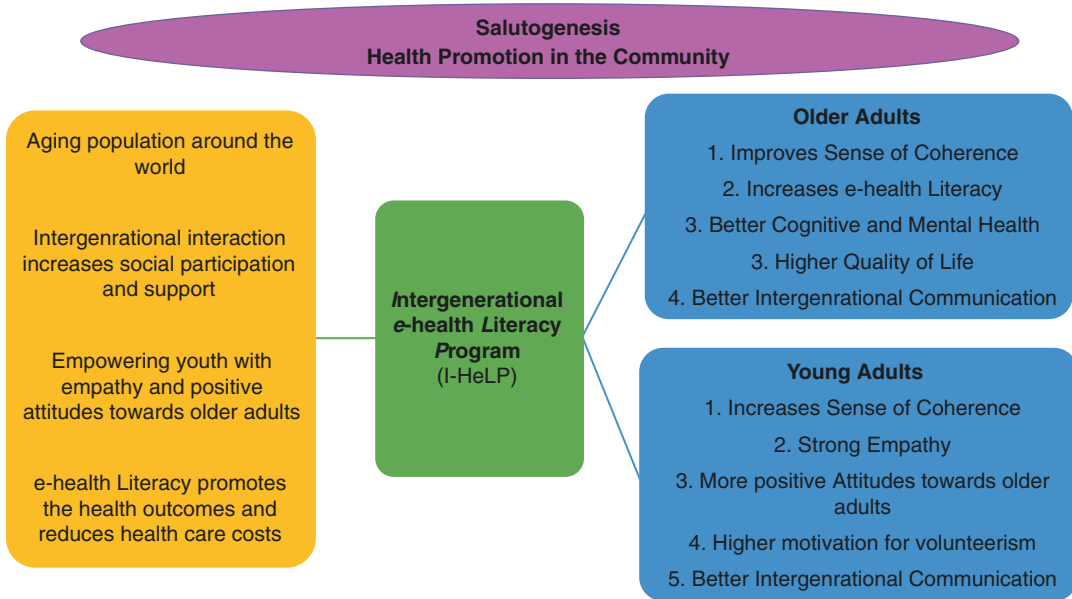 Salutogenesis
Health Promotion in the Community
Aging population around the
world
Intergenrational interaction
increases social participation
and support
Empowering youth with
empathy and positive
attitudes towards older adults
e-health Literacy promotes
the health outcomes and
reduces health care costs
Intergenerational
e-health Literacy
Program
(I-HeLP)
Older Adults
1. Improves Sense of Coherence
2. Increases e-health Literacy
3. Better Cognitive and Mental Health
3. Higher Quality of Life
4. Better Intergenrational Communication
Young Adults
1. Increases Sense of Coherence
2. Strong Empathy
3. More positive Attitudes towards older
adults
4. Higher motivation for volunteerism
5. Better Intergenrational Communication